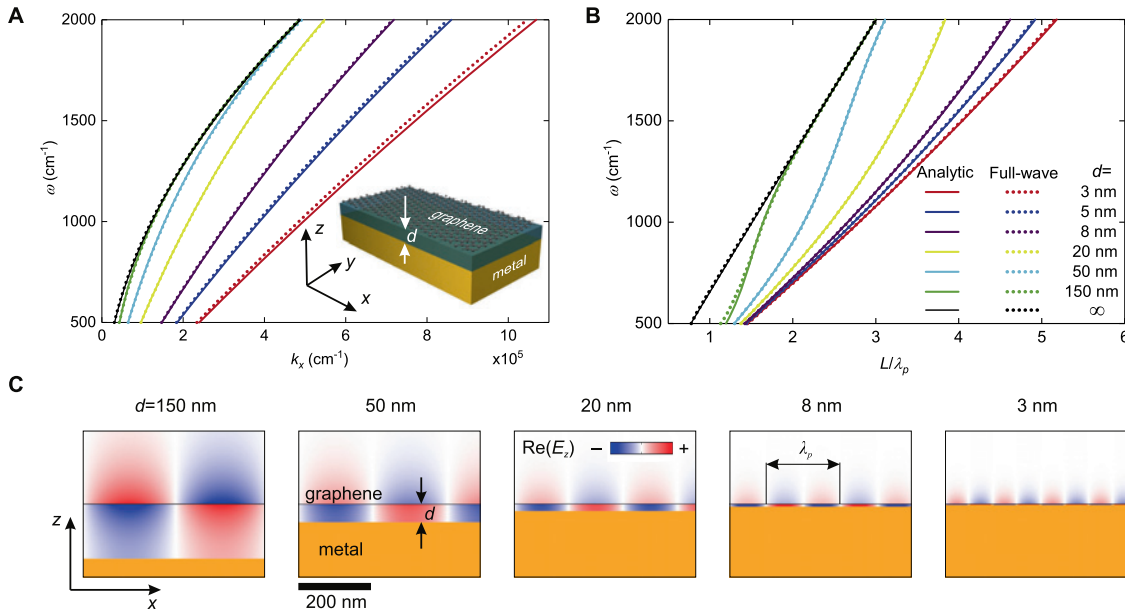 A
2000
1500
1000
500
ω (cm⁻¹)
0
2
4
6
8
10
kₓ (cm⁻¹)
x10⁵
graphene
d
metal
z
y
x
B
2000
1500
1000
500
ω (cm⁻¹)
1
2
3
4
5
6
L/λₚ
Analytic Full-wave d=
3 nm
5 nm
8 nm
20 nm
50 nm
150 nm
∞
C
d=150 nm
50 nm
20 nm
8 nm
3 nm
z
x
graphene
d
metal
200 nm
Re(E_z) − +
λₚ